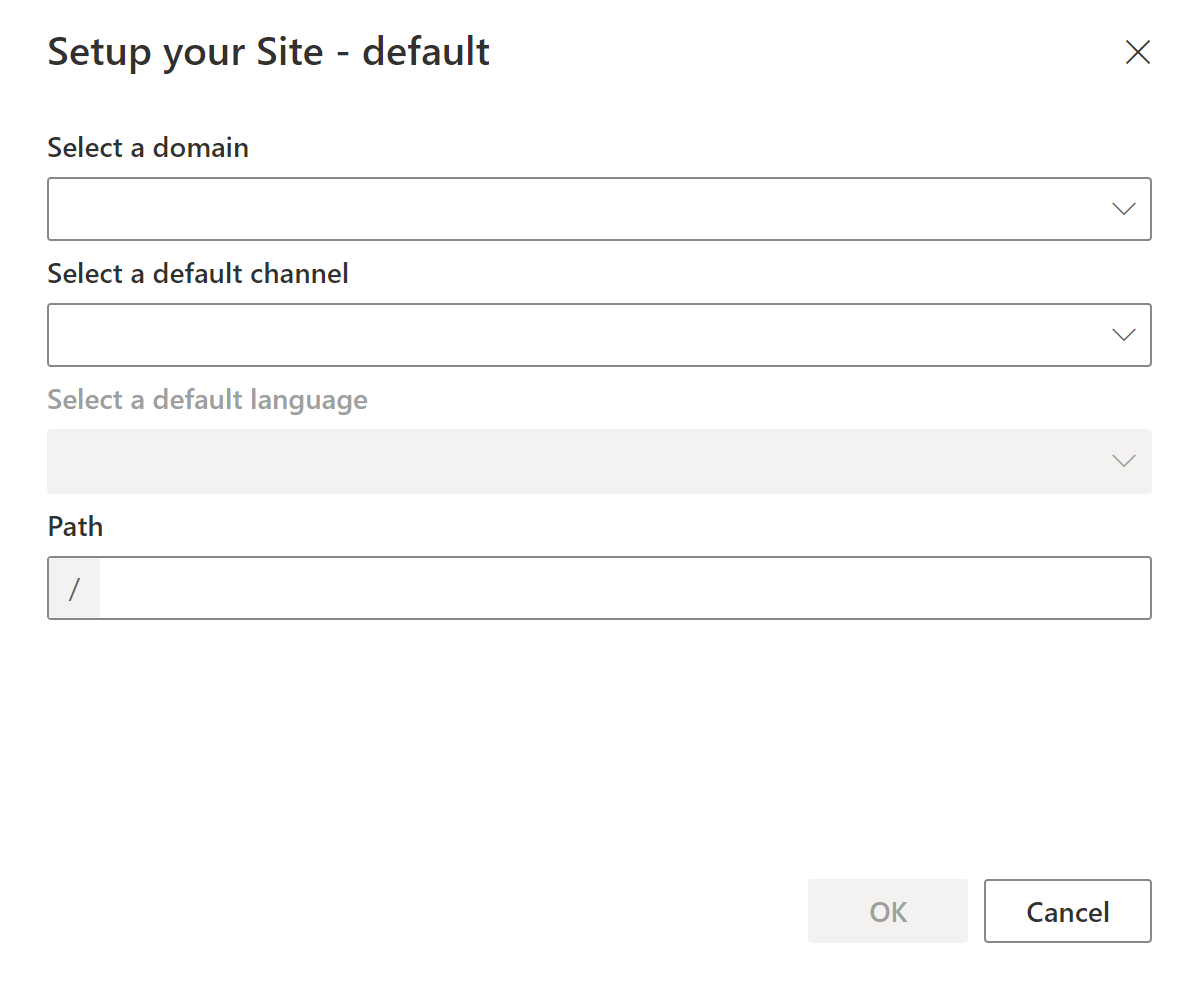 Setup your Site - default
Select a domain
Select a default channel
Select a default language
Path
/
OK
Cancel